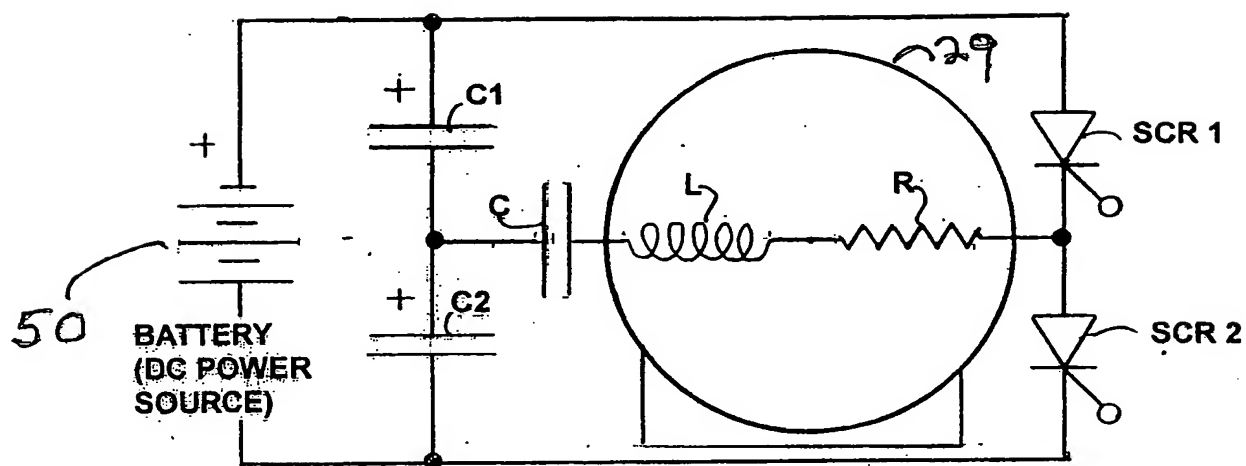 29
+
C1
SCR 1
+
L
R
C
-
50
+
C2
BATTERY
(DC POWER
SOURCE)
SCR 2